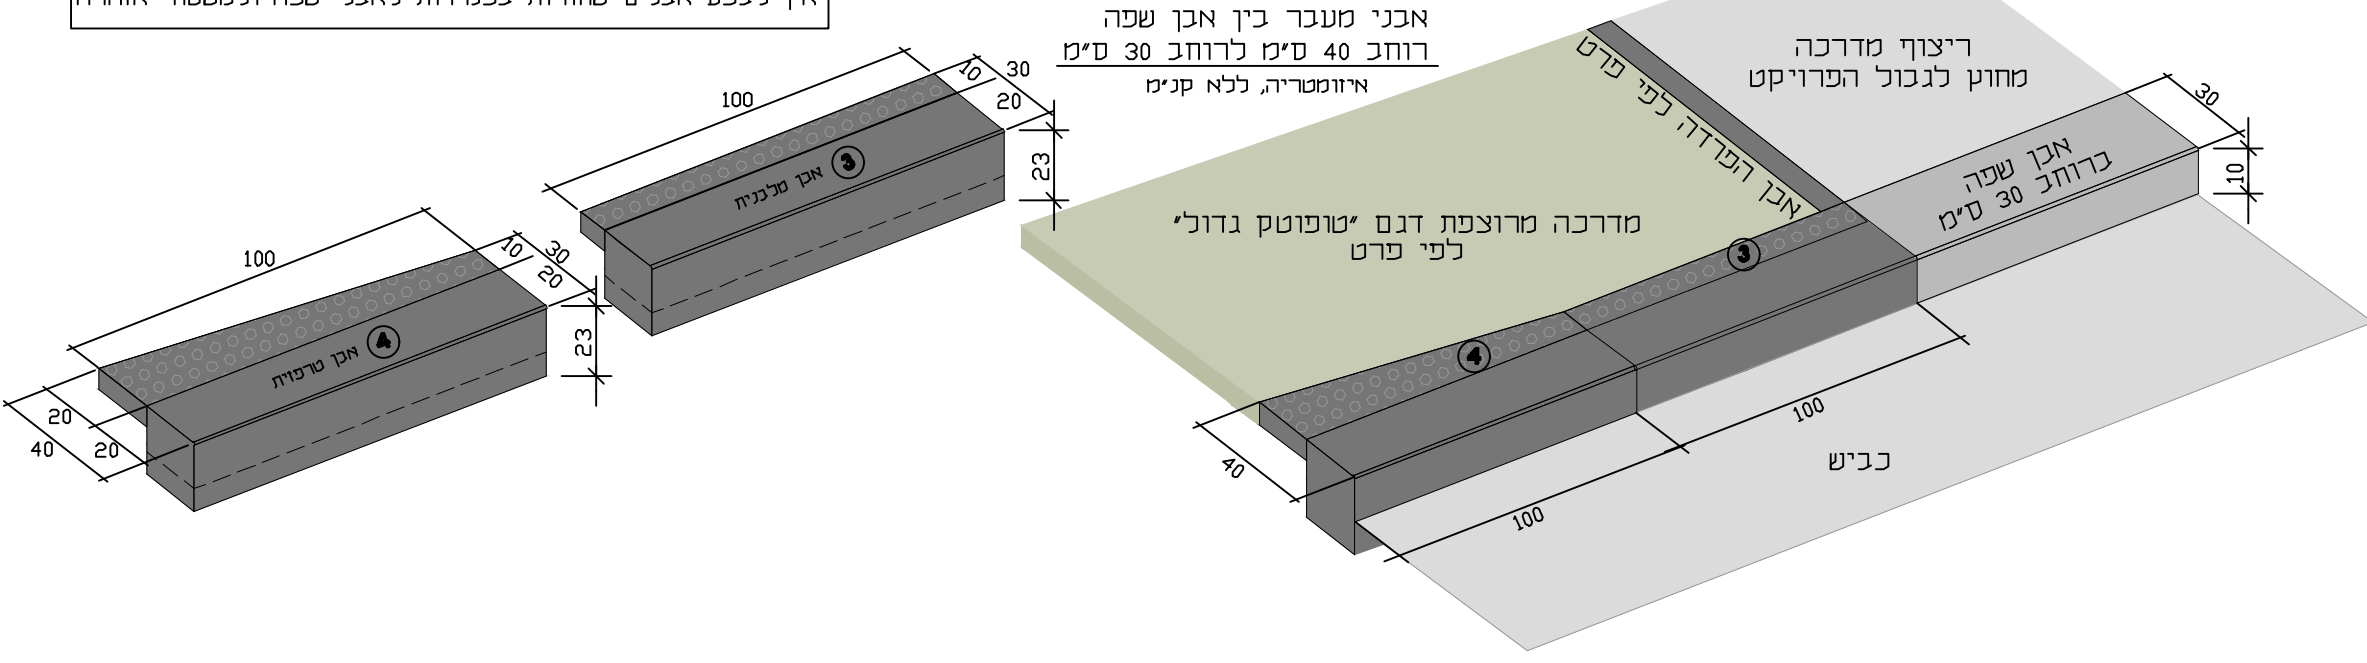 אבני מעבר בין אבן שפה
רוחב 40 ס״מ לרוחב 30 ס״מ
איזומטריה, ללא קנ״מ
100
10
30
20
23
3
אבן מלבנית
100
10
30
20
23
4
אבן טרפזית
20
20
40
ריצוף מדרכה
מחוץ לגבול הפרויקט
אבן הפרדה לפי פרט
מדרכה מרוצפת דגם ״טופוטק גדול״
לפי פרט
אבן שפה
ברוחב 30 ס״מ
30
10
3
4
40
100
100
כביש